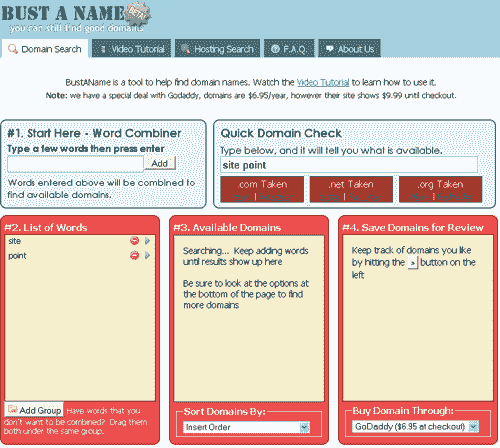 BUST A NAME
BETA
you can still find good domains
Domain Search
Video Tutorial
Hosting Search
F.A.Q.
About Us
BustAName is a tool to help find domain names. Watch the Video Tutorial to learn how to use it.
Note: we have a special deal with Godaddy, domains are $6.95/year, however their site shows $9.99 until checkout.
#1. Start Here - Word Combiner
Type a few words then press enter
Add
Words entered above will be combined to
find available domains.
Quick Domain Check
Type below, and it will tell you what is available.
site point
.com Taken
.net Taken
.org Taken
#2. List of Words
site
point
Add Group
Have words that you
don't want to be combined? Drag them
both under the same group.
#3. Available Domains
Searching... Keep adding words
until results show up here
Be sure to look at the options at
the bottom of the page to find
more domains
Sort Domains By:
Insert Order
#4. Save Domains for Review
Keep track of domains you like
by hitting the > button on the
left
Buy Domain Through:
GoDaddy ($6.95 at checkout)